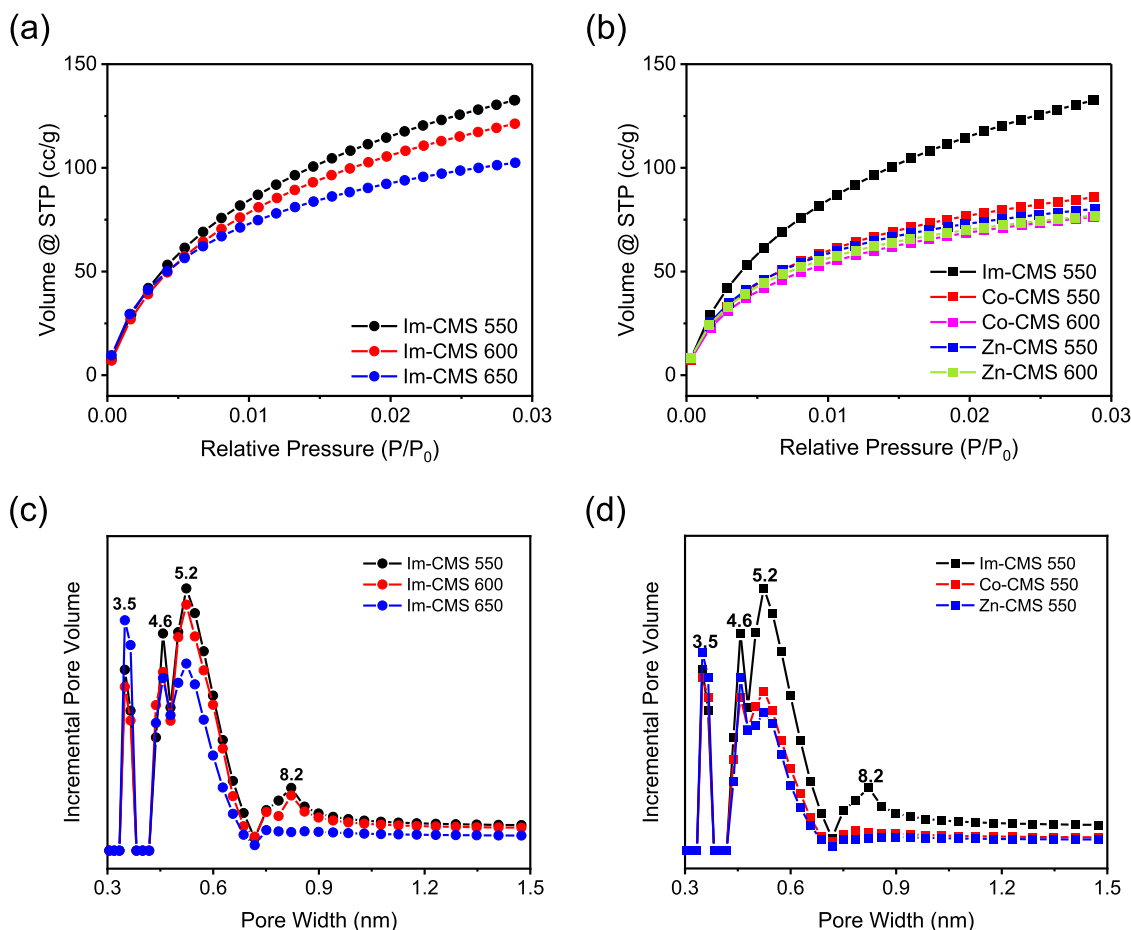 (a)
150
100
50
0
Volume @ STP (cc/g)
Im-CMS 550
Im-CMS 600
Im-CMS 650
0.00 0.01 0.02 0.03
Relative Pressure (P/P₀)
(b)
150
100
50
0
Volume @ STP (cc/g)
Im-CMS 550
Co-CMS 550
Co-CMS 600
Zn-CMS 550
Zn-CMS 600
0.00 0.01 0.02 0.03
Relative Pressure (P/P₀)
(c)
Incremental Pore Volume
3.5
4.6
5.2
8.2
Im-CMS 550
Im-CMS 600
Im-CMS 650
0.3 0.6 0.9 1.2 1.5
Pore Width (nm)
(d)
Incremental Pore Volume
3.5
4.6
5.2
8.2
Im-CMS 550
Co-CMS 550
Zn-CMS 550
0.3 0.6 0.9 1.2 1.5
Pore Width (nm)